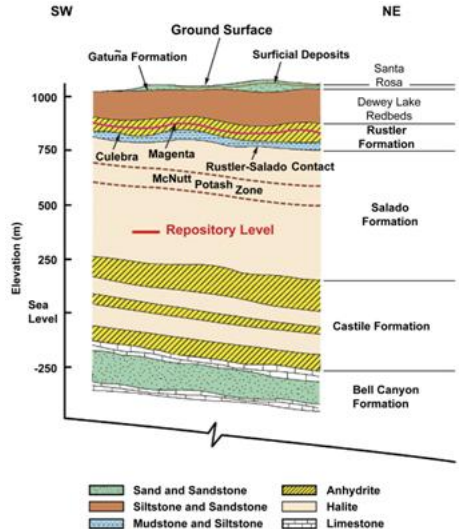 SW
NE
Ground Surface
Gatuña Formation
Surficial Deposits
Santa
Rosa
1000
Dewey Lake
Redbeds
Rustler
Formation
Culebra
Magenta
750
Rustler-Salado Contact
McNutt Potash Zone
500
Salado
Formation
Repository Level
Elevation (m)
250
Sea
Level
Castile Formation
-250
Bell Canyon
Formation
Sand and Sandstone
Anhydrite
Siltstone and Sandstone
Halite
Mudstone and Siltstone
Limestone